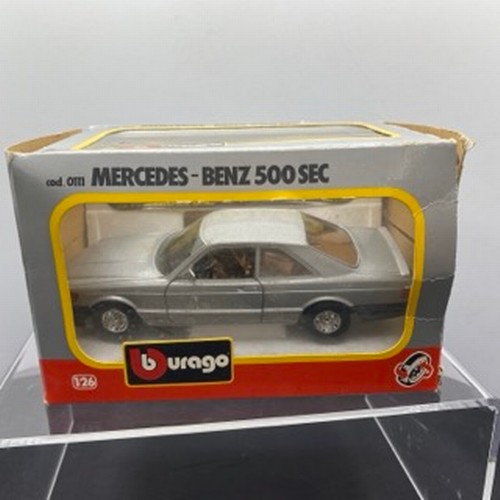 cod. 0111 MERCEDES-BENZ 500 SEC
burago
1:26